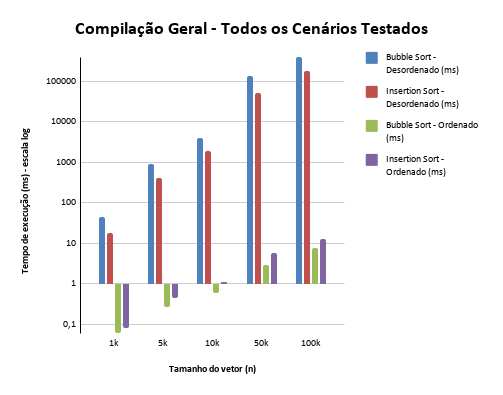 Compilação Geral - Todos os Cenários Testados
Bubble Sort -
Desordenado (ms)
Insertion Sort -
Desordenado (ms)
Bubble Sort - Ordenado
(ms)
Insertion Sort -
Ordenado (ms)
Tempo de execução (ms) - escala log
100000
10000
1000
100
10
1
0,1
1k 5k 10k 50k 100k
Tamanho do vetor (n)